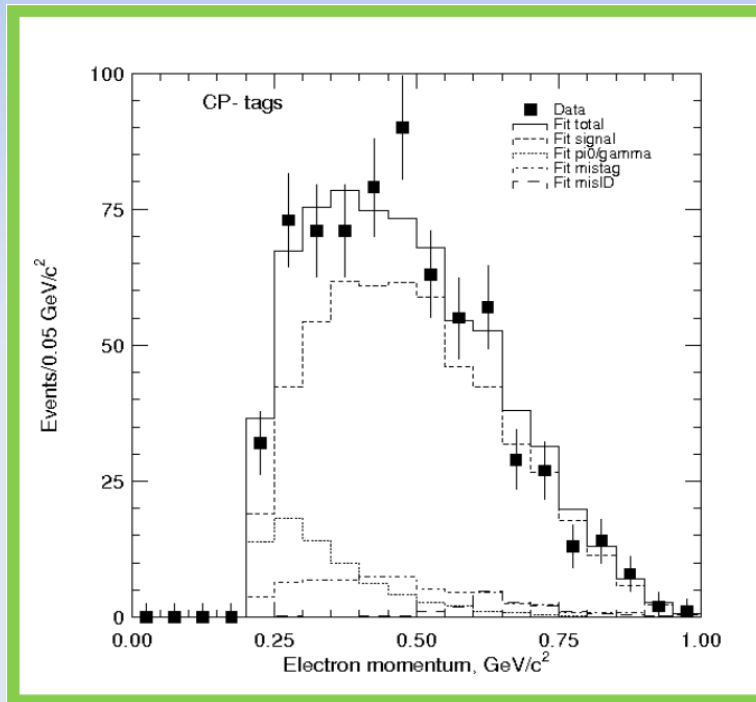 CP- tags
Data
Fit total
Fit signal
Fit pi0/gamma
Fit mistag
Fit misID
100
75
50
25
0
Events/0.05 GeV/c²
0.00 0.25 0.50 0.75 1.00
Electron momentum, GeV/c²